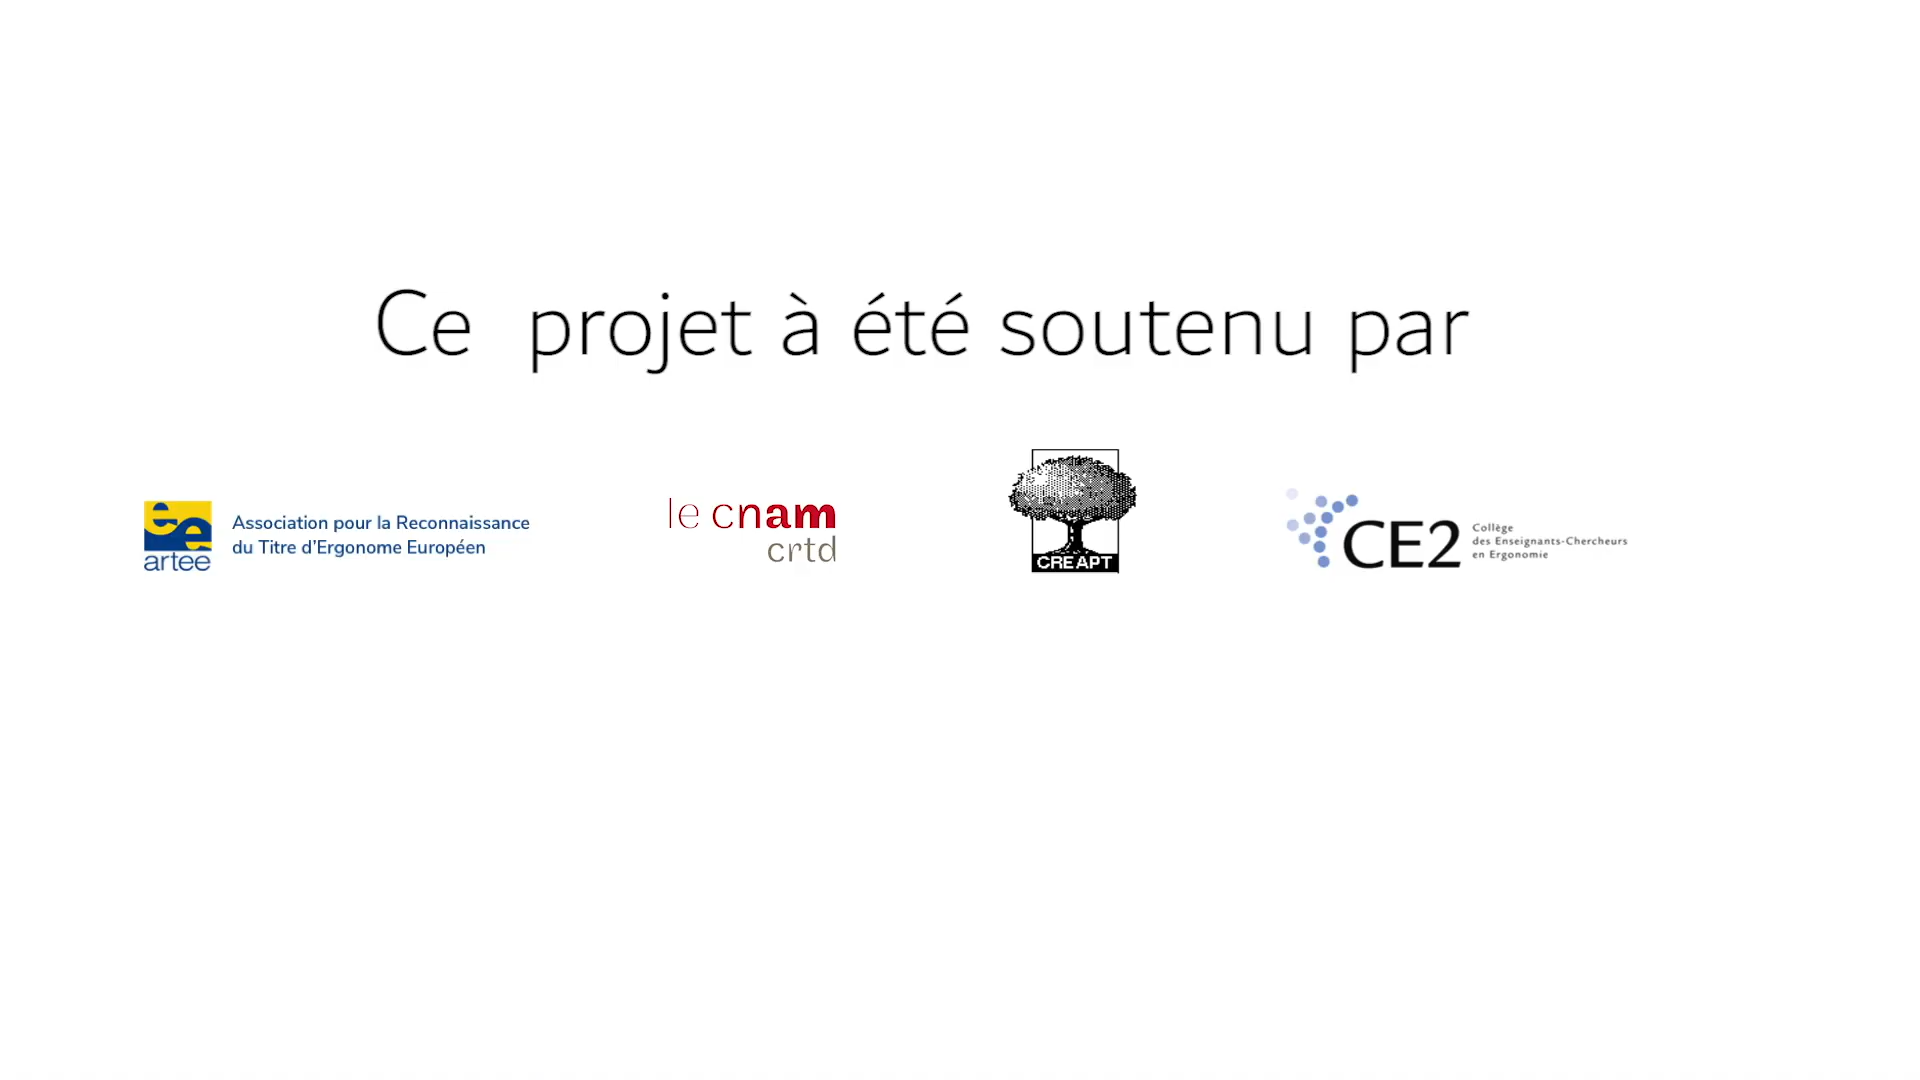 Ce  projet à été soutenu par
artee
Association pour la Reconnaissance
du Titre d'Ergonome Européen
le cnam
crtd
CREAPT
CE2
Collège
des Enseignants-Chercheurs
en Ergonomie